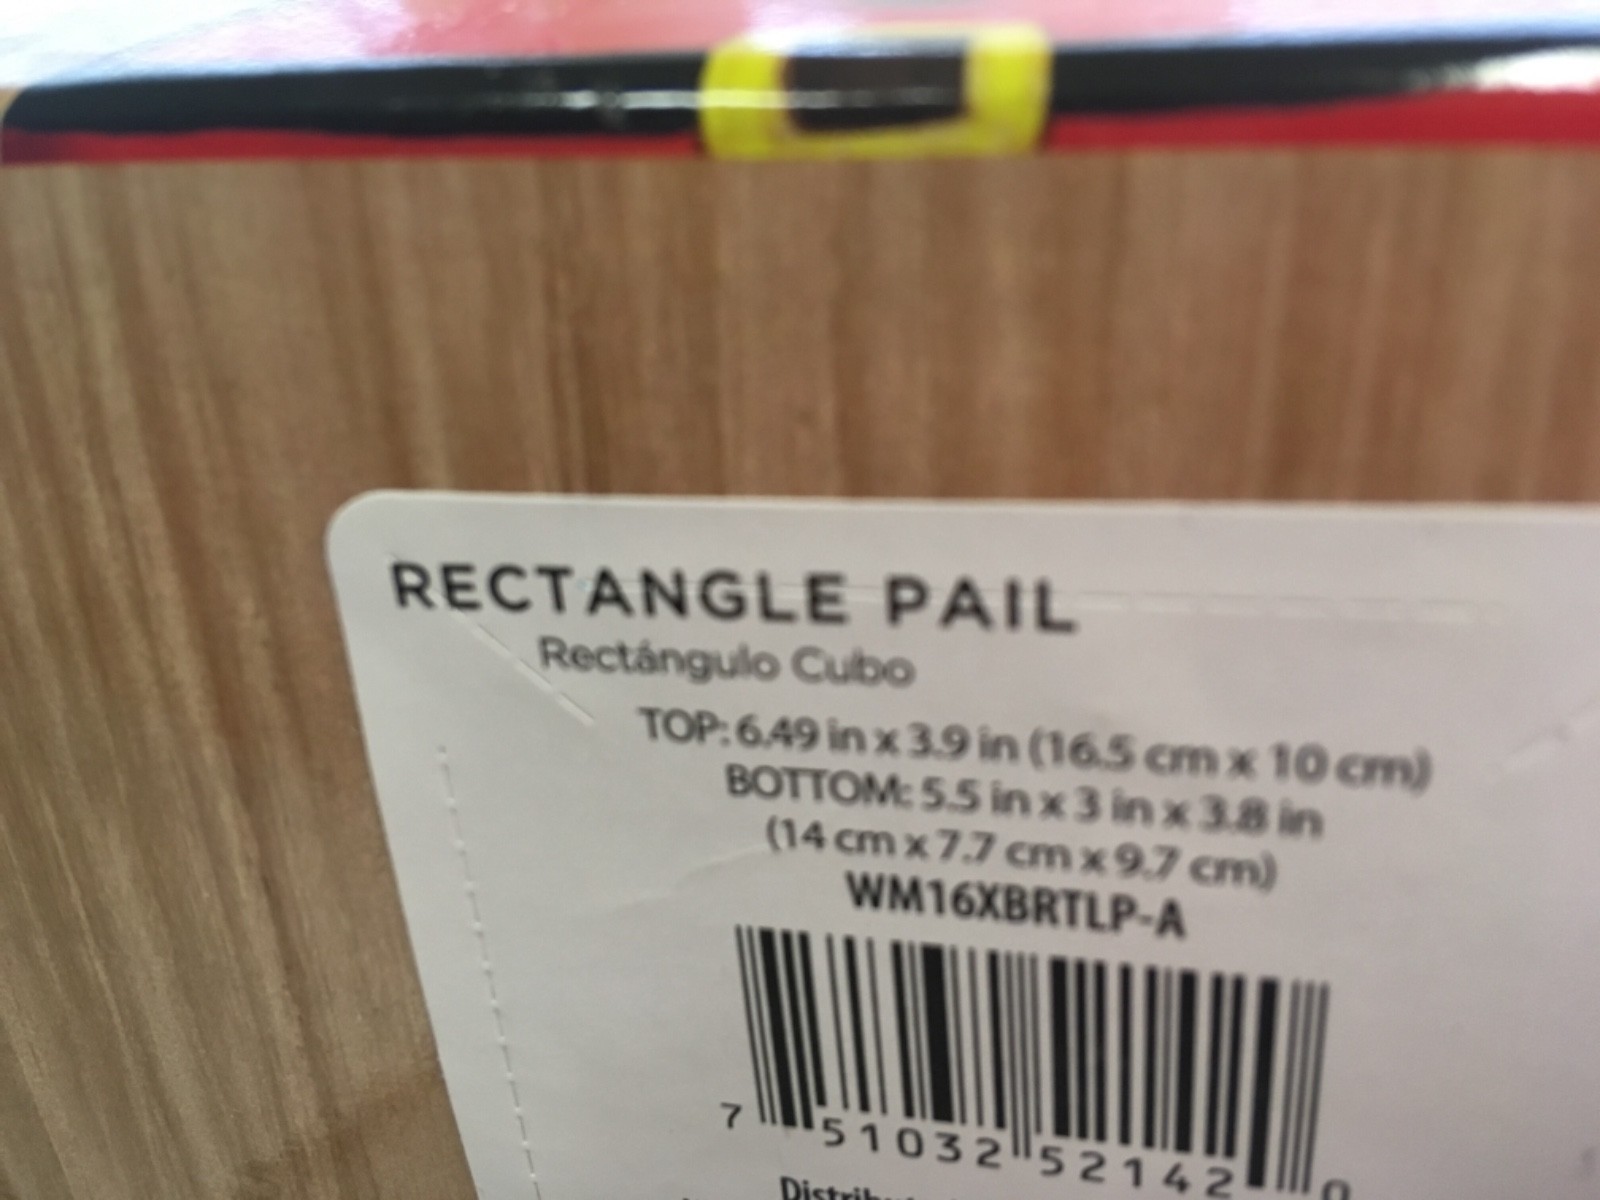 RECTANGLE PAIL
Rectángulo Cubo
TOP: 6.49 in x 3.9 in (16.5 cm x 10 cm)
BOTTOM: 5.5 in x 3 in x 3.8 in
(14 cm x 7.7 cm x 9.7 cm)
WM16XBRTLP-A
7 51032 52142 0